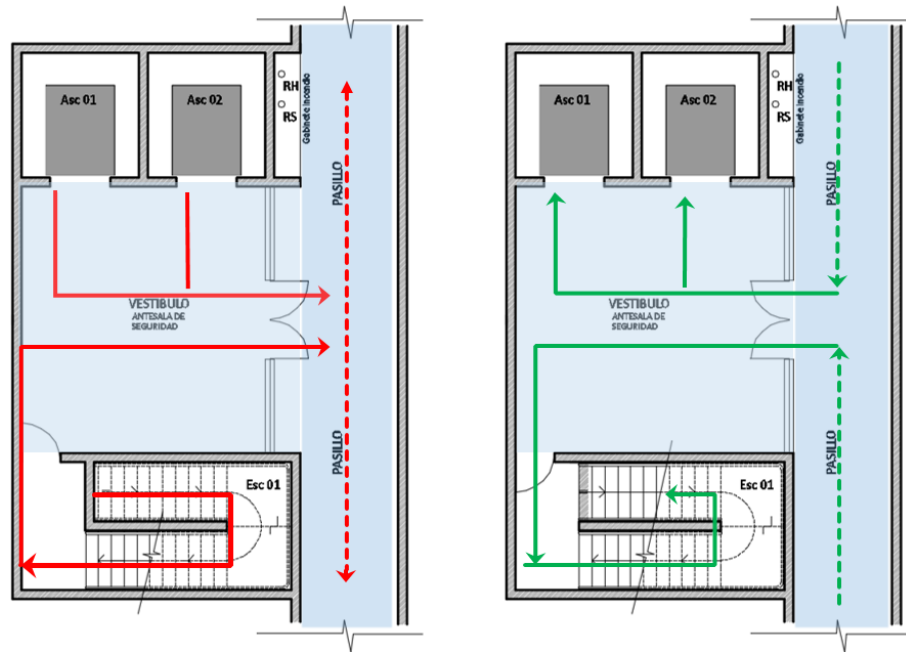 Asc 01
Asc 02
RH
RS
Gabinete Incendio
PASILLO
VESTIBULO
ANTESALA DE
SEGURIDAD
PASILLO
Esc 01
Asc 01
Asc 02
RH
RS
Gabinete Incendio
PASILLO
VESTIBULO
ANTESALA DE
SEGURIDAD
PASILLO
Esc 01